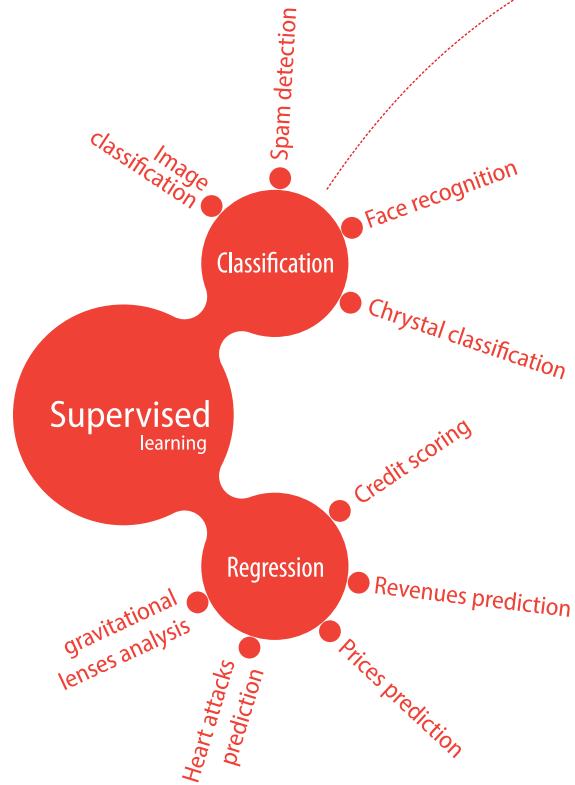 Spam detection
Image
classification
Face recognition
Classification
Chrystal classification
Supervised
learning
Credit scoring
Regression
Revenues prediction
gravitational
lenses analysis
Prices prediction
Heart attacks
prediction